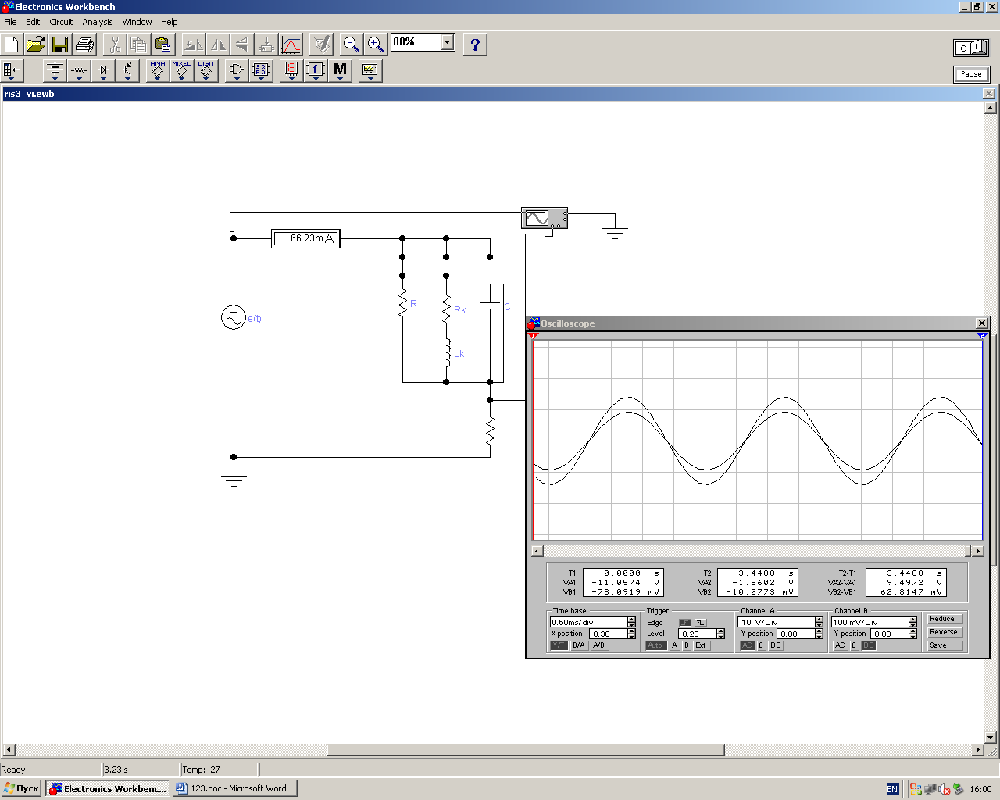 Electronics Workbench
File Edit Circuit Analysis Window Help
80%
?
O I
ANA MIXED DIGIT
f M
Pause
ris3_vi.ewb
66.23m A
R
Rk
C
e(t)
Lk
Oscilloscope
1 2
T1 0.0000 s T2 3.4488 s T2-T1 3.4488 s
VA1 -11.0574 V VA2 -1.5602 V VA2-VA1 9.4972 V
VB1 -73.0919 mV VB2 -10.2773 mV VB2-VB1 62.8147 mV
Time base Trigger Channel A Channel B
0.50ms/div Edge 10 V/Div 100 mV/Div Reduce
X position 0.38 Level 0.20 Y position 0.00 Y position 0.00 Reverse
Y/T B/A A/B Auto A B Ext AC 0 DC AC 0 DC Save
Ready 3.23 s Temp: 27
Пуск Electronics Workbenc... 123.doc - Microsoft Word EN 16:00